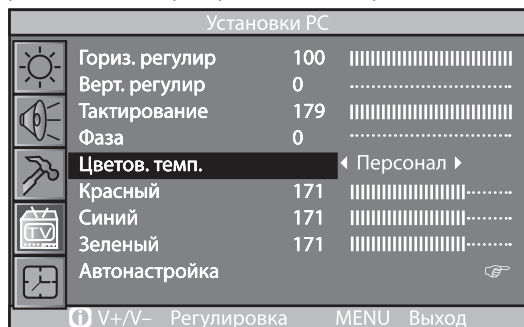 Установки PC
Гориз. регулир 100
Верт. регулир 0
Тактирование 179
Фаза 0
Цветов. темп. Персонал
Красный 171
Синий 171
Зеленый 171
Автонастройка
TV
i V+/V– Регулировка MENU Выход